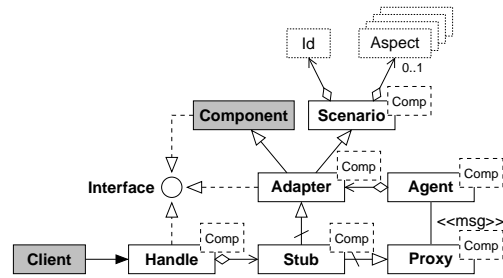 Id
Aspect
0..1
Comp
Component
Scenario
Comp
Comp
Interface
Adapter
Agent
<<msg>>
Comp
Comp
Comp
Client
Handle
Stub
Proxy